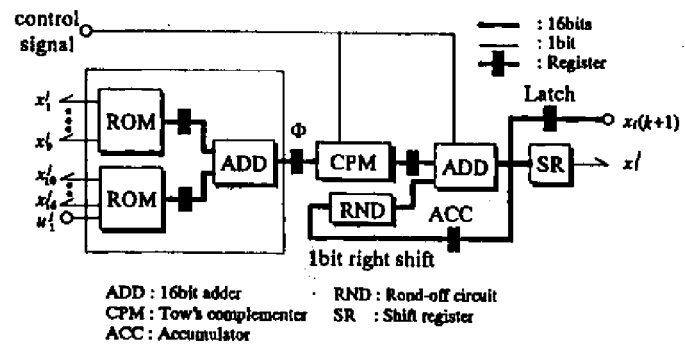 control
signal
: 16bits
: 1bit
: Register
Latch
ROM
ADD
Φ
CPM
ADD
SR
xᵢ(k+1)
ROM
RND
ACC
1bit right shift
ADD : 16bit adder
RND : Rond-off circuit
CPM : Tow's complementer
SR : Shift register
ACC : Accumulator